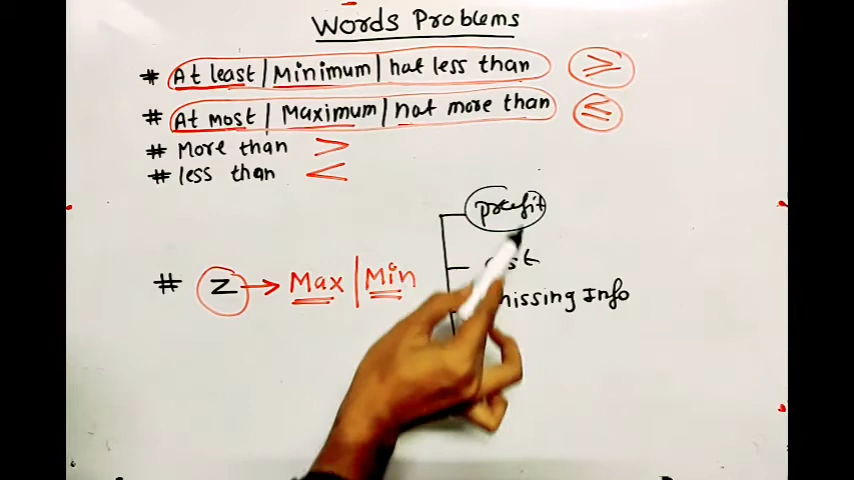 Words Problems
# At least | Minimum | not less than ≥
# At most | Maximum | not more than ≤
# More than >
# less than <
profit
# Z → Max | Min
missing Info